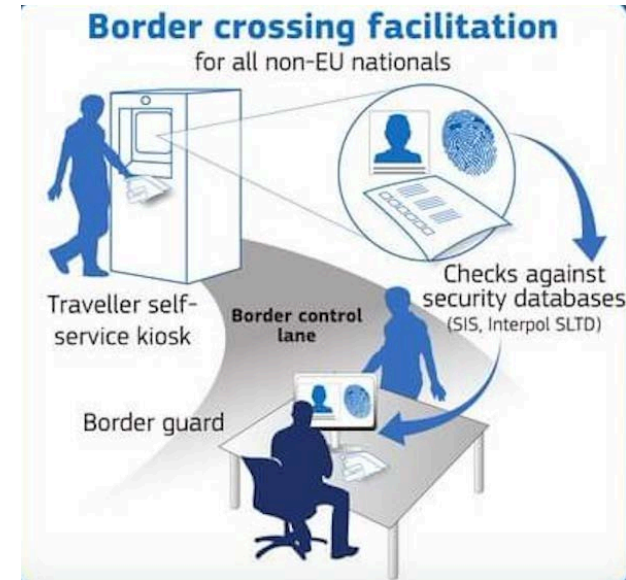 Border crossing facilitation
for all non-EU nationals
Traveller self-
service kiosk
Checks against
security databases
(SIS, Interpol SLTD)
Border control
lane
Border guard